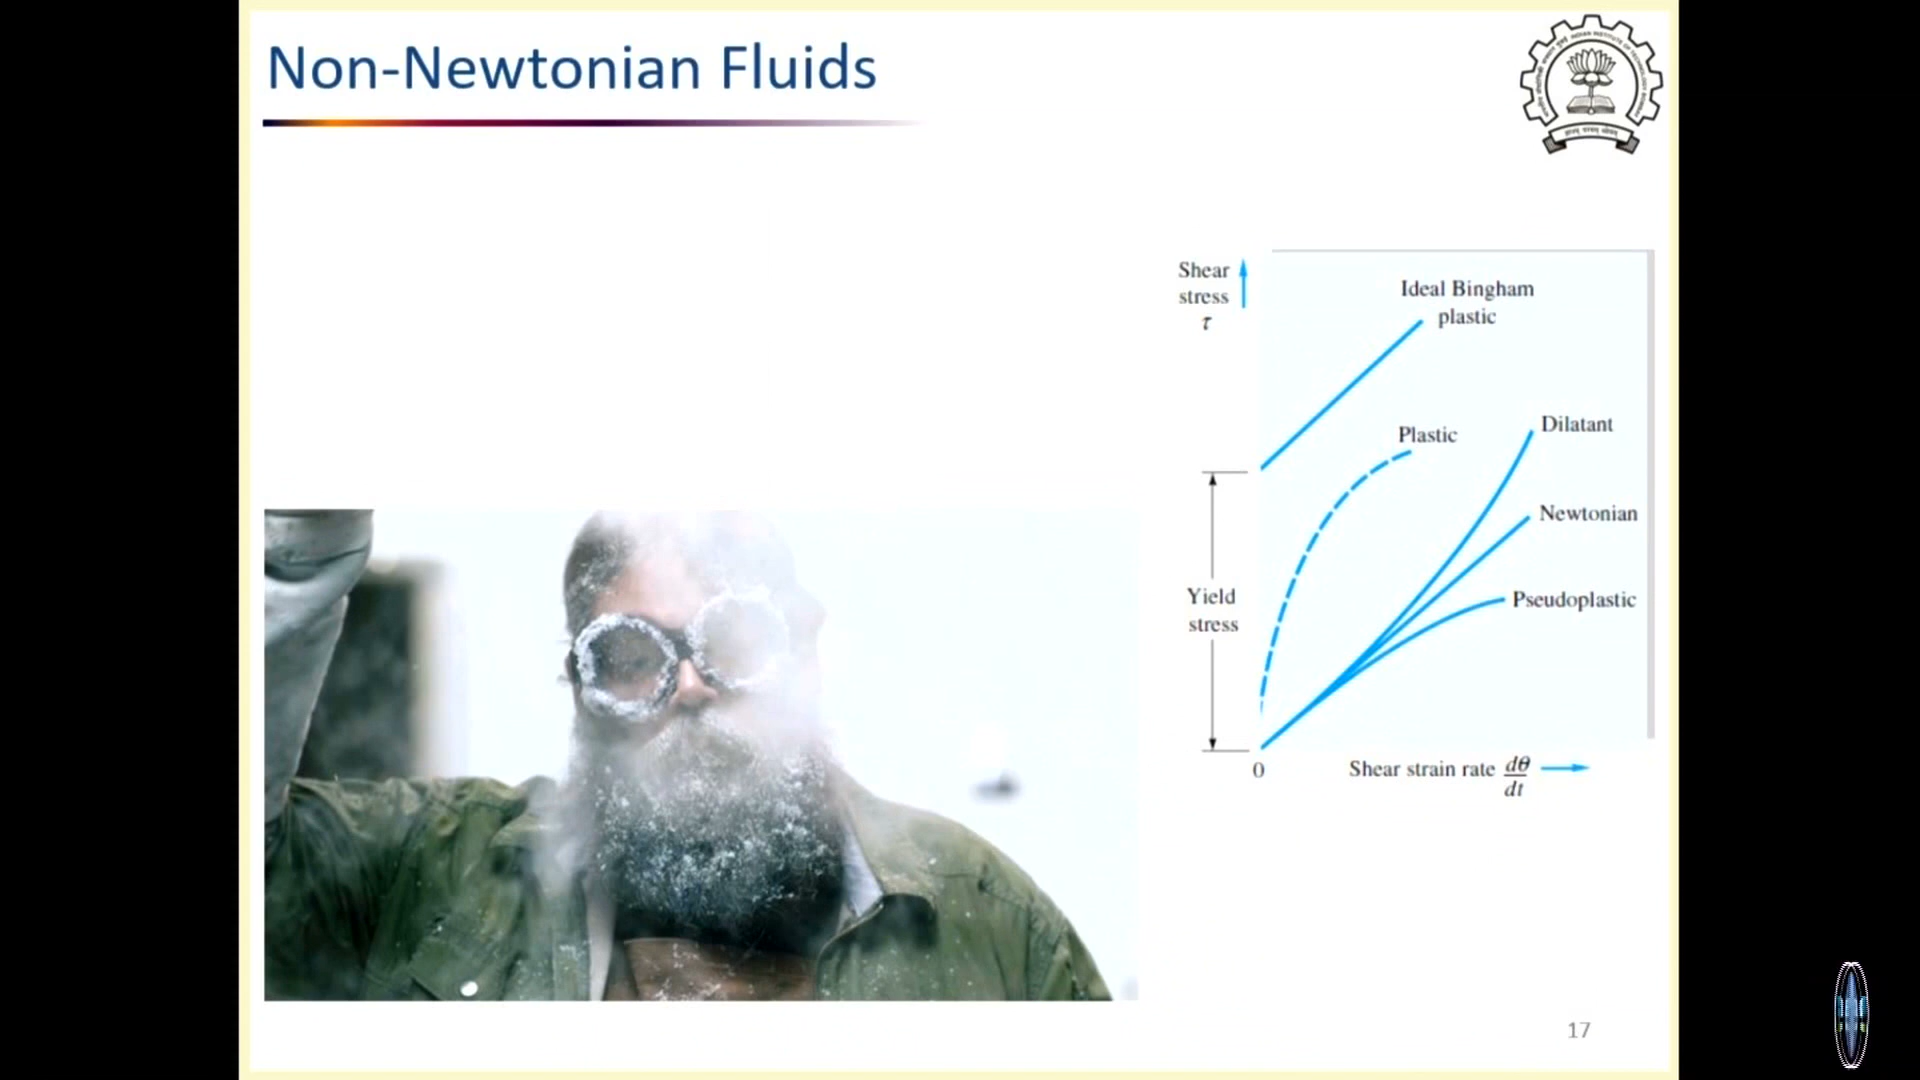 Non-Newtonian Fluids
Shear
stress
τ
Ideal Bingham
plastic
Plastic
Dilatant
Newtonian
Yield
stress
Pseudoplastic
0
Shear strain rate dθ/dt
17